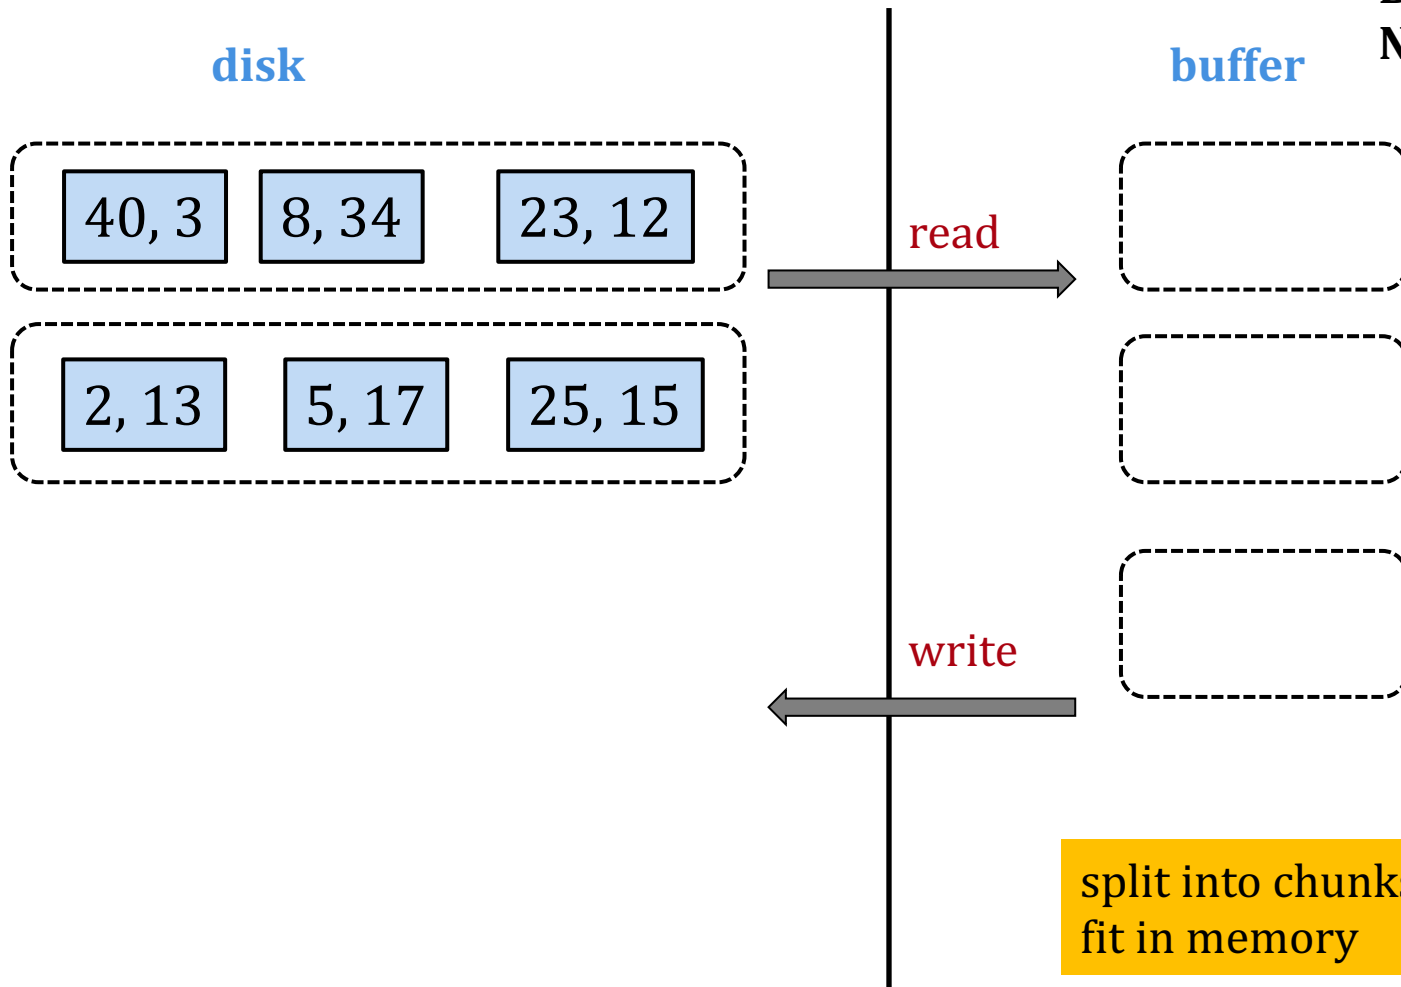 disk
buffer
N
40, 3
8, 34
23, 12
read
2, 13
5, 17
25, 15
write
split into chunks
fit in memory